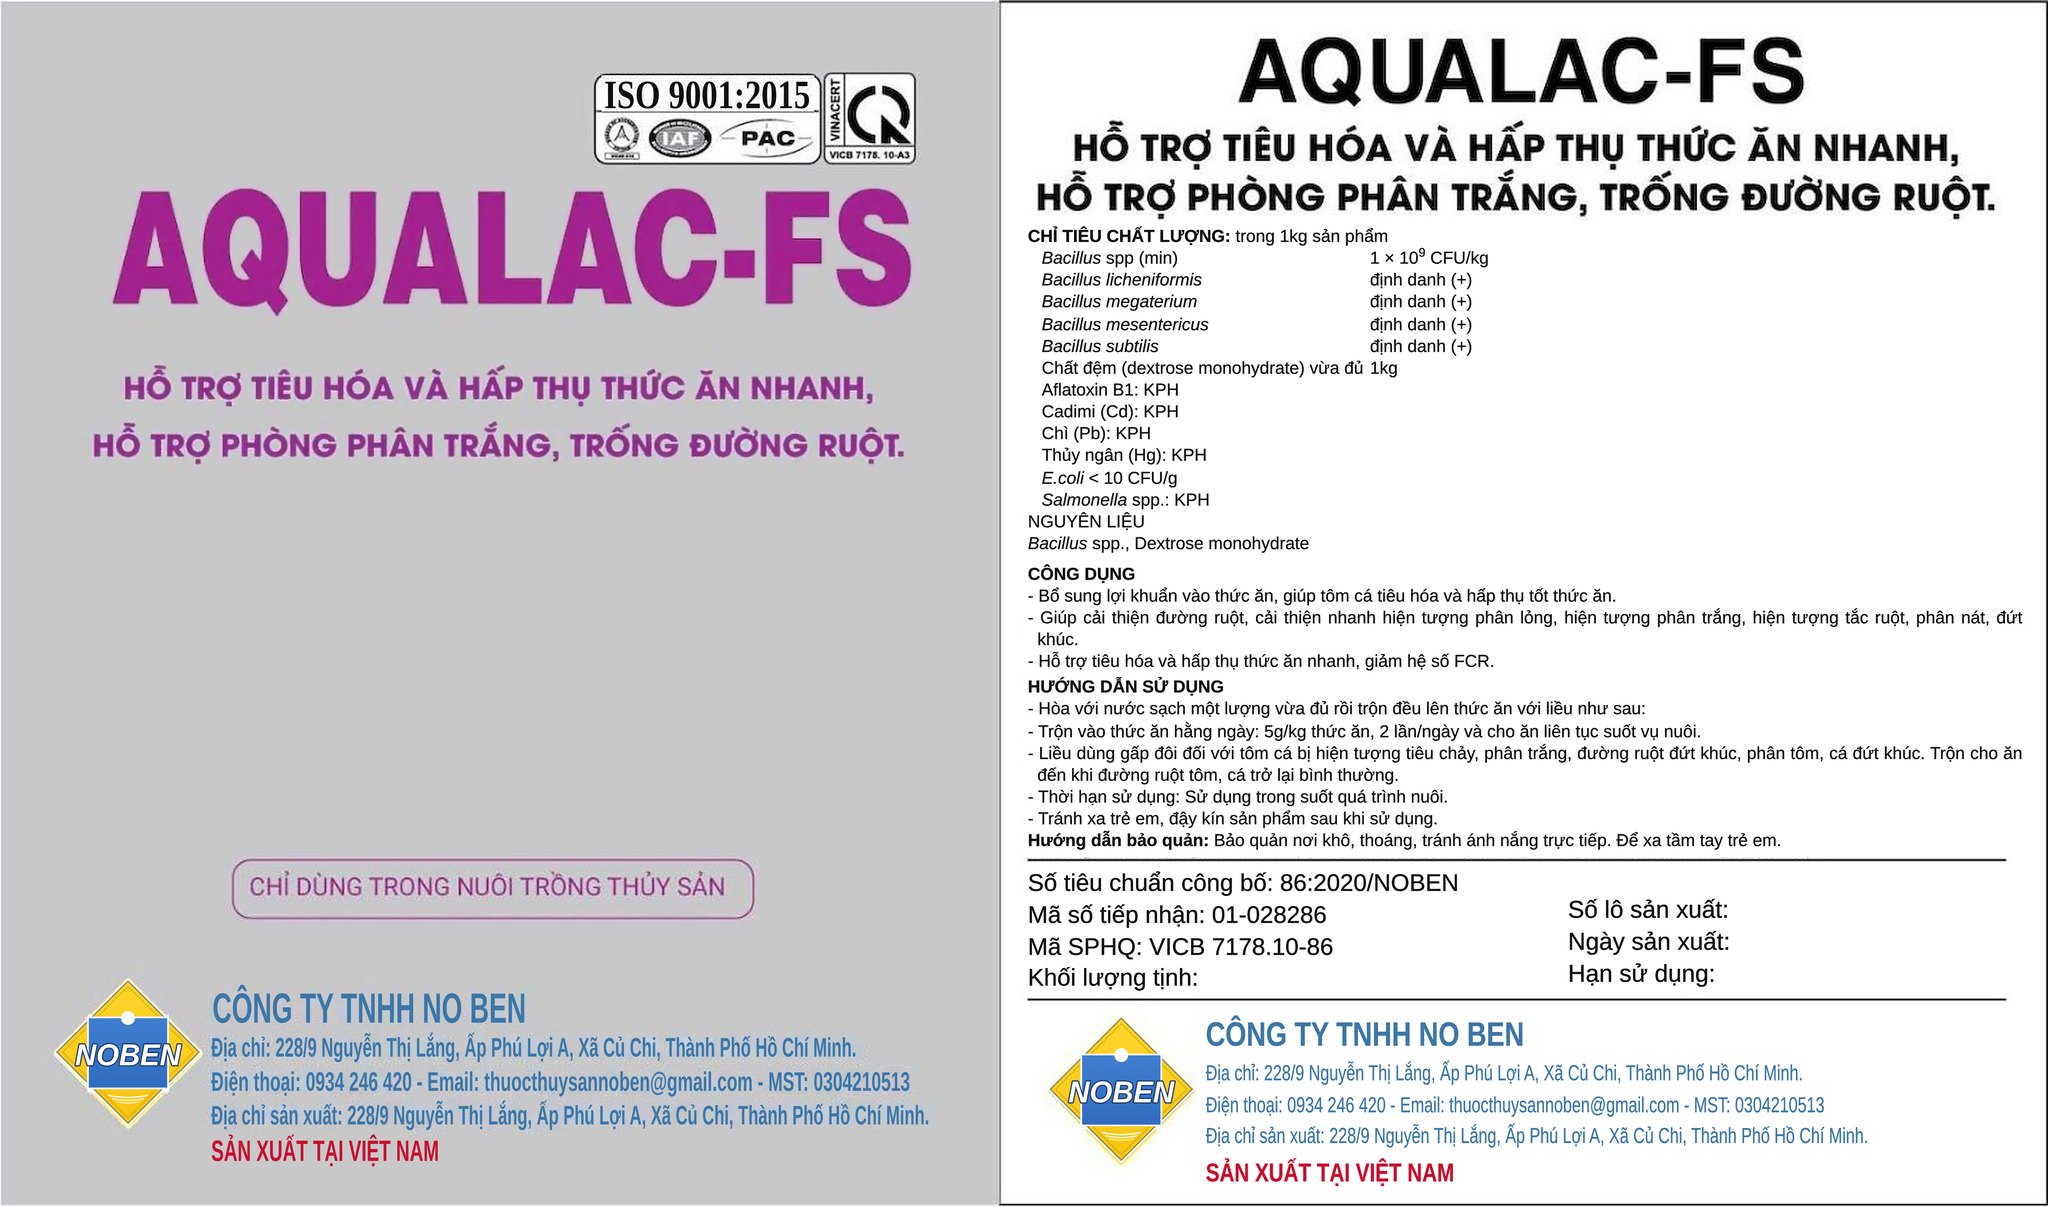 ISO 9001:2015
IAF
PAC
VINACERT
VICB 7178. 10-A3
AQUALAC-FS
HỖ TRỢ TIÊU HÓA VÀ HẤP THỤ THỨC ĂN NHANH,
HỖ TRỢ PHÒNG PHÂN TRẮNG, TRỐNG ĐƯỜNG RUỘT.
CHỈ DÙNG TRONG NUÔI TRỒNG THỦY SẢN
NOBEN
CÔNG TY TNHH NO BEN
Địa chỉ: 228/9 Nguyễn Thị Lắng, Ấp Phú Lợi A, Xã Củ Chi, Thành Phố Hồ Chí Minh.
Điện thoại: 0934 246 420 - Email: thuocthuysannoben@gmail.com - MST: 0304210513
Địa chỉ sản xuất: 228/9 Nguyễn Thị Lắng, Ấp Phú Lợi A, Xã Củ Chi, Thành Phố Hồ Chí Minh.
SẢN XUẤT TẠI VIỆT NAM
AQUALAC-FS
HỖ TRỢ TIÊU HÓA VÀ HẤP THỤ THỨC ĂN NHANH,
HỖ TRỢ PHÒNG PHÂN TRẮNG, TRỐNG ĐƯỜNG RUỘT.
CHỈ TIÊU CHẤT LƯỢNG: trong 1kg sản phẩm
Bacillus spp (min) 1 × 10⁹ CFU/kg
Bacillus licheniformis định danh (+)
Bacillus megaterium định danh (+)
Bacillus mesentericus định danh (+)
Bacillus subtilis định danh (+)
Chất đệm (dextrose monohydrate) vừa đủ 1kg
Aflatoxin B1: KPH
Cadimi (Cd): KPH
Chì (Pb): KPH
Thủy ngân (Hg): KPH
E.coli < 10 CFU/g
Salmonella spp.: KPH
NGUYÊN LIỆU
Bacillus spp., Dextrose monohydrate
CÔNG DỤNG
- Bổ sung lợi khuẩn vào thức ăn, giúp tôm cá tiêu hóa và hấp thụ tốt thức ăn.
- Giúp cải thiện đường ruột, cải thiện nhanh hiện tượng phân lỏng, hiện tượng phân trắng, hiện tượng tắc ruột, phân nát, đứt
khúc.
- Hỗ trợ tiêu hóa và hấp thụ thức ăn nhanh, giảm hệ số FCR.
HƯỚNG DẪN SỬ DỤNG
- Hòa với nước sạch một lượng vừa đủ rồi trộn đều lên thức ăn với liều như sau:
- Trộn vào thức ăn hằng ngày: 5g/kg thức ăn, 2 lần/ngày và cho ăn liên tục suốt vụ nuôi.
- Liều dùng gấp đôi đối với tôm cá bị hiện tượng tiêu chảy, phân trắng, đường ruột đứt khúc, phân tôm, cá đứt khúc. Trộn cho ăn
đến khi đường ruột tôm, cá trở lại bình thường.
- Thời hạn sử dụng: Sử dụng trong suốt quá trình nuôi.
- Tránh xa trẻ em, đậy kín sản phẩm sau khi sử dụng.
Hướng dẫn bảo quản: Bảo quản nơi khô, thoáng, tránh ánh nắng trực tiếp. Để xa tầm tay trẻ em.
Số tiêu chuẩn công bố: 86:2020/NOBEN
Mã số tiếp nhận: 01-028286
Mã SPHQ: VICB 7178.10-86
Khối lượng tịnh:
Số lô sản xuất:
Ngày sản xuất:
Hạn sử dụng:
NOBEN
CÔNG TY TNHH NO BEN
Địa chỉ: 228/9 Nguyễn Thị Lắng, Ấp Phú Lợi A, Xã Củ Chi, Thành Phố Hồ Chí Minh.
Điện thoại: 0934 246 420 - Email: thuocthuysannoben@gmail.com - MST: 0304210513
Địa chỉ sản xuất: 228/9 Nguyễn Thị Lắng, Ấp Phú Lợi A, Xã Củ Chi, Thành Phố Hồ Chí Minh.
SẢN XUẤT TẠI VIỆT NAM